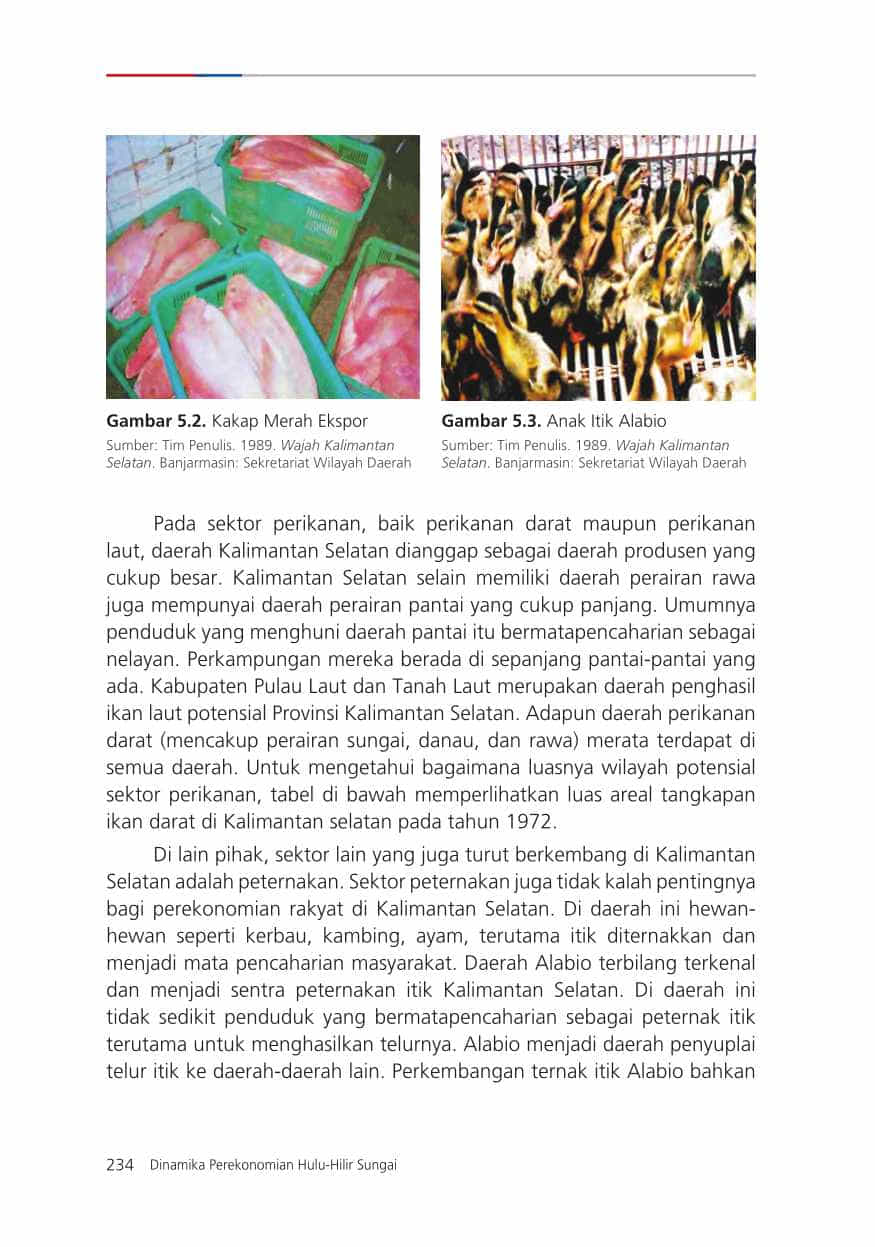 Gambar 5.2. Kakap Merah Ekspor
Sumber: Tim Penulis. 1989. Wajah Kalimantan
Selatan. Banjarmasin: Sekretariat Wilayah Daerah
Gambar 5.3. Anak Itik Alabio
Sumber: Tim Penulis. 1989. Wajah Kalimantan
Selatan. Banjarmasin: Sekretariat Wilayah Daerah
Pada sektor perikanan, baik perikanan darat maupun perikanan
laut, daerah Kalimantan Selatan dianggap sebagai daerah produsen yang
cukup besar. Kalimantan Selatan selain memiliki daerah perairan rawa
juga mempunyai daerah perairan pantai yang cukup panjang. Umumnya
penduduk yang menghuni daerah pantai itu bermatapencaharian sebagai
nelayan. Perkampungan mereka berada di sepanjang pantai-pantai yang
ada. Kabupaten Pulau Laut dan Tanah Laut merupakan daerah penghasil
ikan laut potensial Provinsi Kalimantan Selatan. Adapun daerah perikanan
darat (mencakup perairan sungai, danau, dan rawa) merata terdapat di
semua daerah. Untuk mengetahui bagaimana luasnya wilayah potensial
sektor perikanan, tabel di bawah memperlihatkan luas areal tangkapan
ikan darat di Kalimantan selatan pada tahun 1972.
Di lain pihak, sektor lain yang juga turut berkembang di Kalimantan
Selatan adalah peternakan. Sektor peternakan juga tidak kalah pentingnya
bagi perekonomian rakyat di Kalimantan Selatan. Di daerah ini hewan-
hewan seperti kerbau, kambing, ayam, terutama itik diternakkan dan
menjadi mata pencaharian masyarakat. Daerah Alabio terbilang terkenal
dan menjadi sentra peternakan itik Kalimantan Selatan. Di daerah ini
tidak sedikit penduduk yang bermatapencaharian sebagai peternak itik
terutama untuk menghasilkan telurnya. Alabio menjadi daerah penyuplai
telur itik ke daerah-daerah lain. Perkembangan ternak itik Alabio bahkan
234 Dinamika Perekonomian Hulu-Hilir Sungai